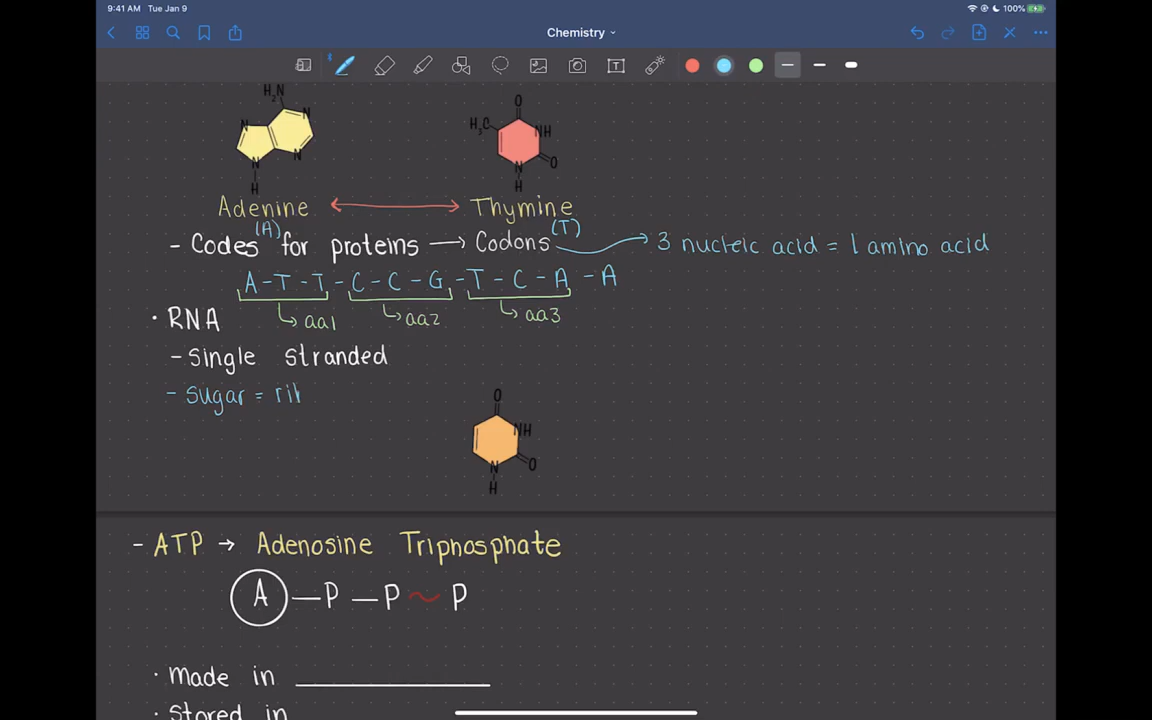 9:41 AM Tue Jan 9
100%
Chemistry
H₂N
N
N
N
N
H
O
H₃C
NH
O
N
H
Adenine ⟷ Thymine
(A)
(T)
- Codes for proteins → Codons → 3 nucleic acid = 1 amino acid
A - T - T - C - C - G - T - C - A - A
↳ aa1 ↳ aa2 ↳ aa3
· RNA
- Single stranded
- Sugar = rib
O
NH
O
N
H
- ATP → Adenosine Triphosphate
A — P — P ~ P
· Made in ____________
· Stored in